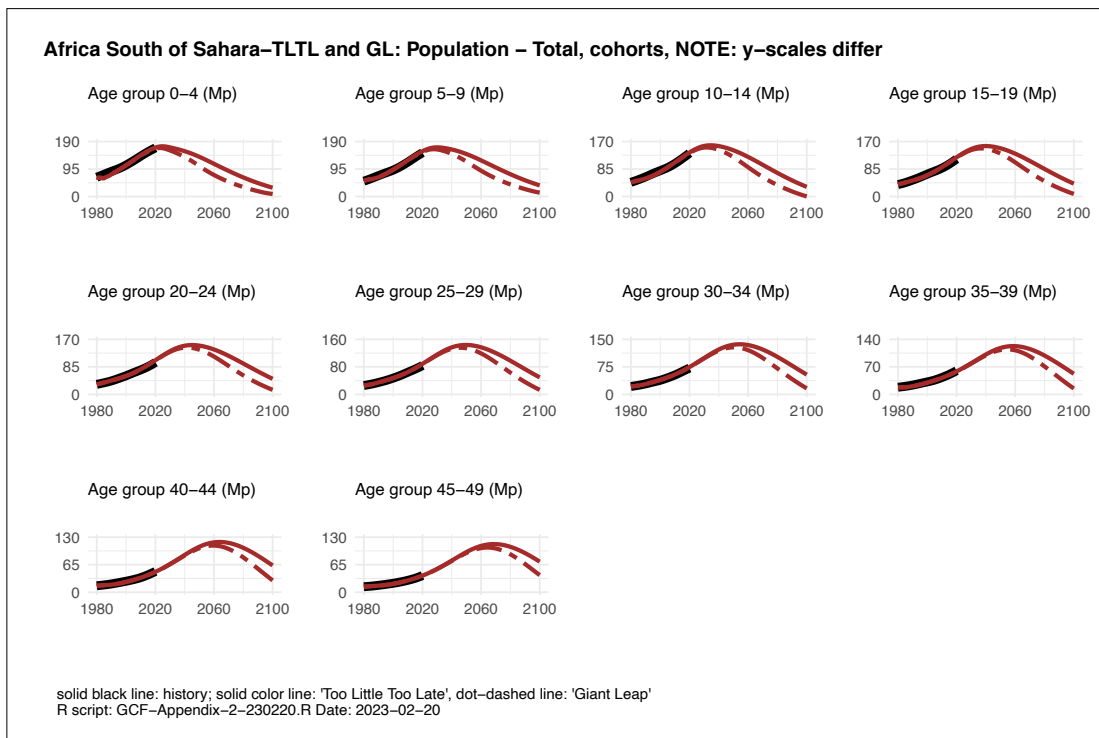 Africa South of Sahara−TLTL and GL: Population − Total, cohorts, NOTE: y−scales differ
Age group 0−4 (Mp)
190
95
0
1980 2020 2060 2100
Age group 5−9 (Mp)
190
95
0
1980 2020 2060 2100
Age group 10−14 (Mp)
170
85
0
1980 2020 2060 2100
Age group 15−19 (Mp)
170
85
0
1980 2020 2060 2100
Age group 20−24 (Mp)
170
85
0
1980 2020 2060 2100
Age group 25−29 (Mp)
160
80
0
1980 2020 2060 2100
Age group 30−34 (Mp)
150
75
0
1980 2020 2060 2100
Age group 35−39 (Mp)
140
70
0
1980 2020 2060 2100
Age group 40−44 (Mp)
130
65
0
1980 2020 2060 2100
Age group 45−49 (Mp)
130
65
0
1980 2020 2060 2100
solid black line: history; solid color line: 'Too Little Too Late', dot−dashed line: 'Giant Leap'
R script: GCF−Appendix−2−230220.R Date: 2023−02−20